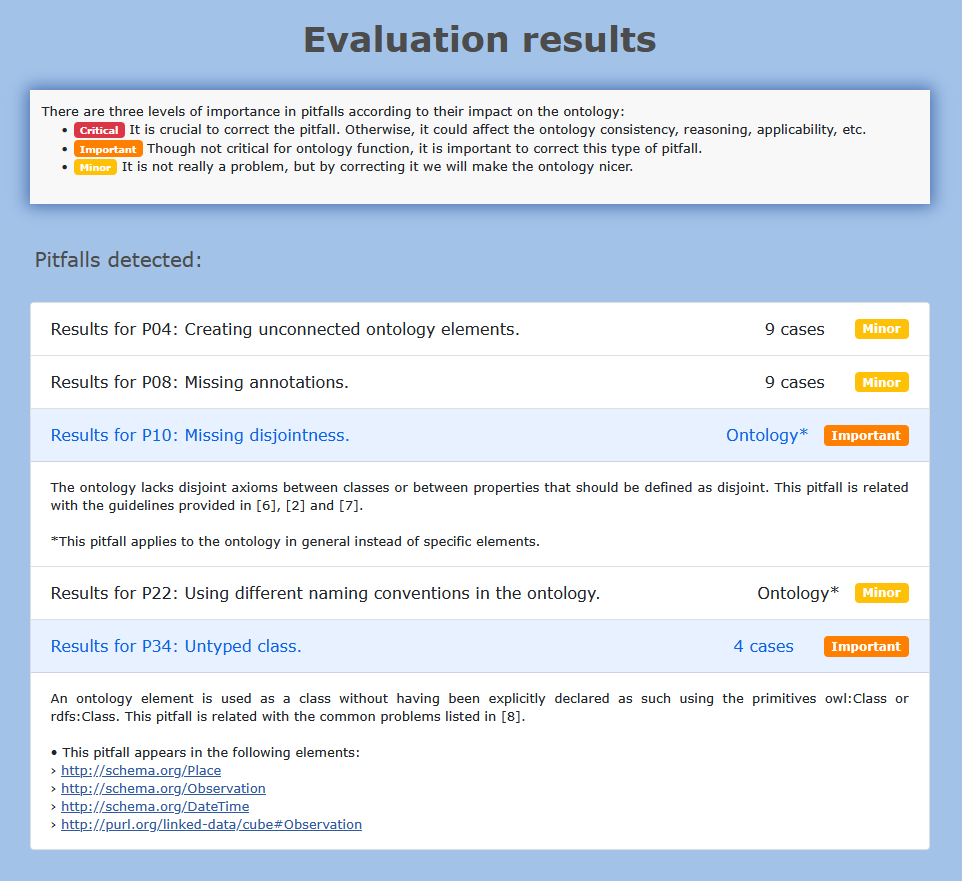 Evaluation results
There are three levels of importance in pitfalls according to their impact on the ontology:
• Critical It is crucial to correct the pitfall. Otherwise, it could affect the ontology consistency, reasoning, applicability, etc.
• Important Though not critical for ontology function, it is important to correct this type of pitfall.
• Minor It is not really a problem, but by correcting it we will make the ontology nicer.
Pitfalls detected:
Results for P04: Creating unconnected ontology elements. 9 cases Minor
Results for P08: Missing annotations. 9 cases Minor
Results for P10: Missing disjointness. Ontology* Important
The ontology lacks disjoint axioms between classes or between properties that should be defined as disjoint. This pitfall is related
with the guidelines provided in [6], [2] and [7].
*This pitfall applies to the ontology in general instead of specific elements.
Results for P22: Using different naming conventions in the ontology. Ontology* Minor
Results for P34: Untyped class. 4 cases Important
An ontology element is used as a class without having been explicitly declared as such using the primitives owl:Class or
rdfs:Class. This pitfall is related with the common problems listed in [8].
• This pitfall appears in the following elements:
› http://schema.org/Place
› http://schema.org/Observation
› http://schema.org/DateTime
› http://purl.org/linked-data/cube#Observation